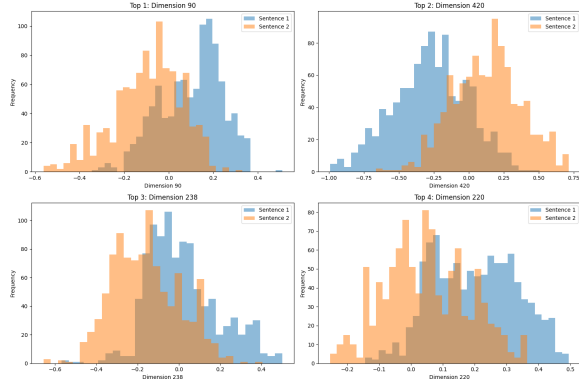 Top 1: Dimension 90
Sentence 1
Sentence 2
Frequency
100
80
60
40
20
0
−0.6 −0.4 −0.2 0.0 0.2 0.4
Dimension 90
Top 2: Dimension 420
Sentence 1
Sentence 2
Frequency
100
80
60
40
20
0
−1.00 −0.75 −0.50 −0.25 0.00 0.25 0.50 0.75
Dimension 420
Top 3: Dimension 238
Sentence 1
Sentence 2
Frequency
100
80
60
40
20
0
−0.6 −0.4 −0.2 0.0 0.2 0.4
Dimension 238
Top 4: Dimension 220
Sentence 1
Sentence 2
Frequency
80
70
60
50
40
30
20
10
0
−0.2 −0.1 0.0 0.1 0.2 0.3 0.4 0.5
Dimension 220